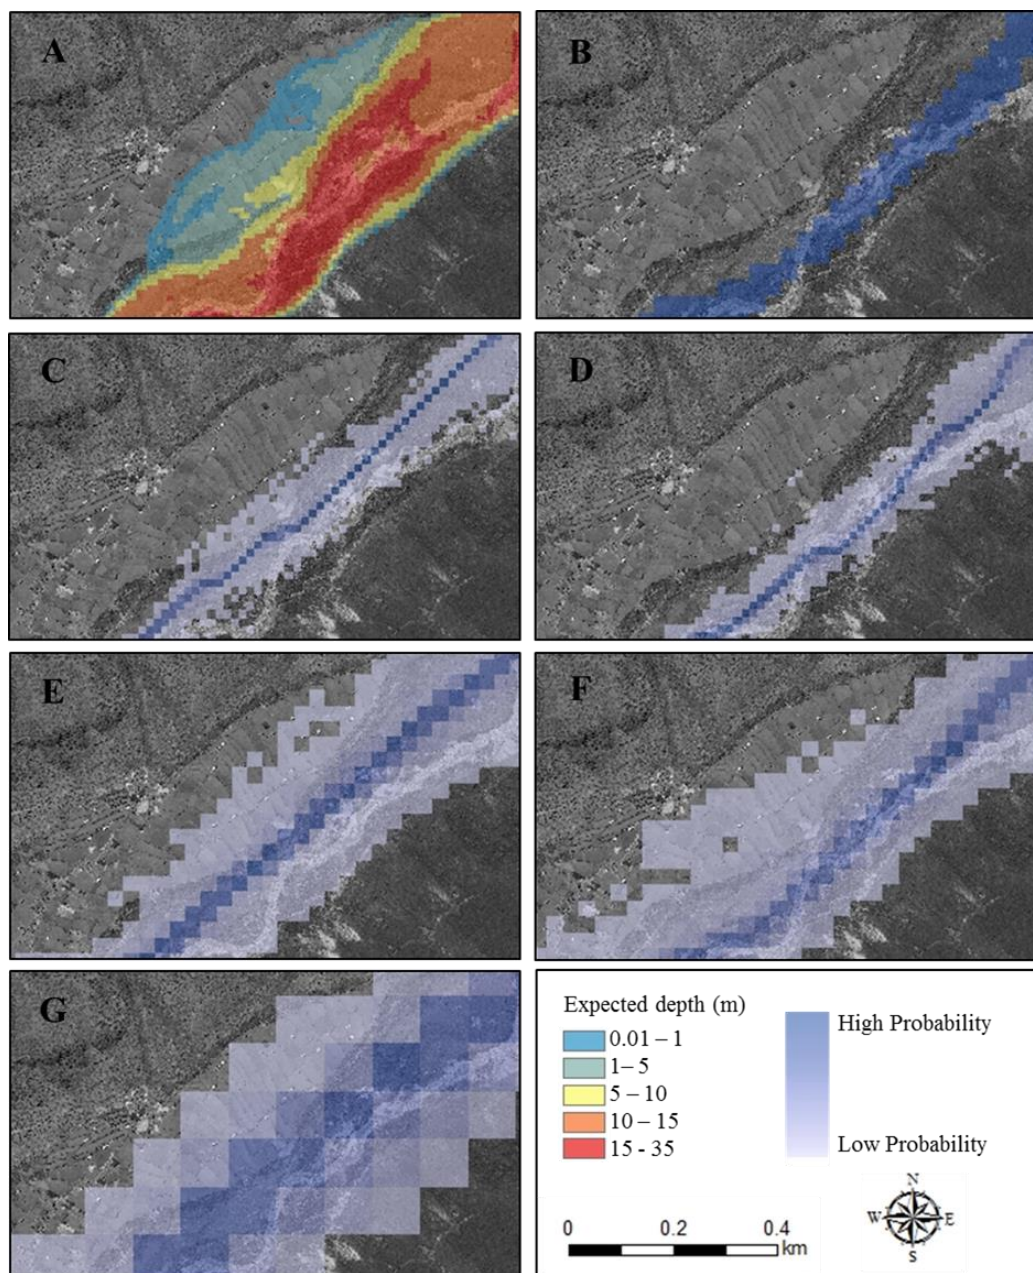 A
B
C
D
E
F
G
Expected depth (m)
0.01 – 1
1– 5
5 – 10
10 – 15
15 - 35
High Probability
Low Probability
0 0.2 0.4
km
N
W E
S